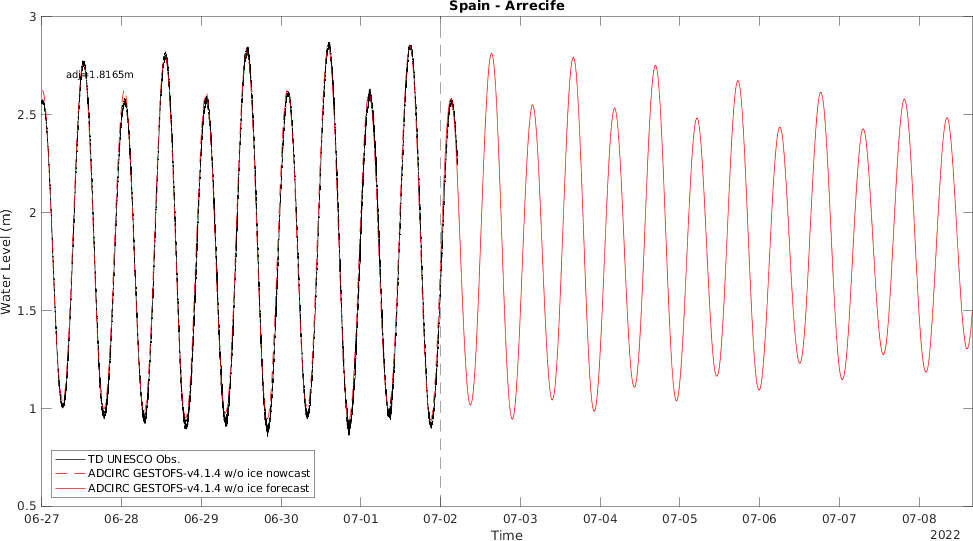 Spain - Arrecife
3
2.5
2
1.5
1
0.5
Water Level (m)
adj=1.8165m
TD UNESCO Obs.
ADCIRC GESTOFS-v4.1.4 w/o ice nowcast
ADCIRC GESTOFS-v4.1.4 w/o ice forecast
06-27 06-28 06-29 06-30 07-01 07-02 07-03 07-04 07-05 07-06 07-07 07-08
Time
2022